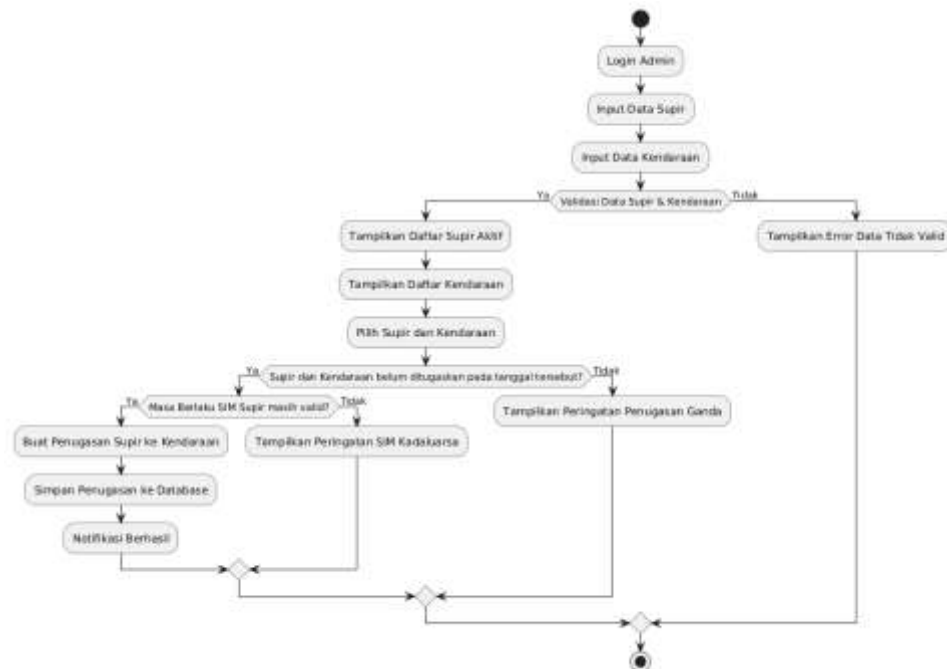 Login Admin
Input Data Supir
Input Data Kendaraan
Ya
Validasi Data Supir & Kendaraan
Tidak
Tampilkan Daftar Supir Aktif
Tampilkan Error Data Tidak Valid
Tampilkan Daftar Kendaraan
Pilih Supir dan Kendaraan
Ya
Supir dan Kendaraan belum ditugaskan pada tanggal tersebut?
Tidak
Ya
Masa Berlaku SIM Supir masih valid?
Tidak
Tampilkan Peringatan Penugasan Ganda
Buat Penugasan Supir ke Kendaraan
Tampilkan Peringatan SIM Kadaluarsa
Simpan Penugasan ke Database
Notifikasi Berhasil